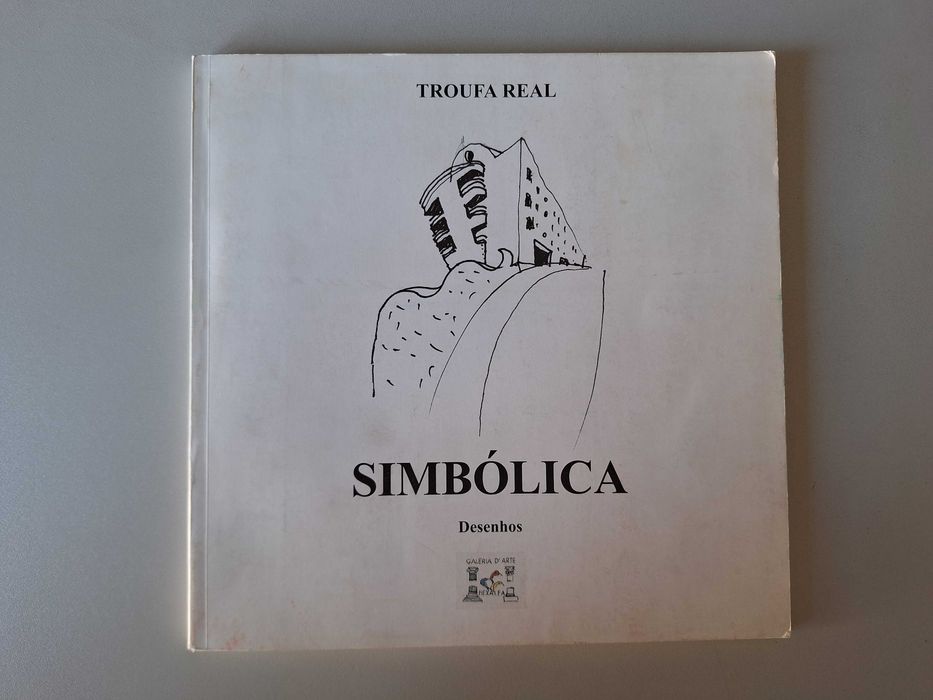 TROUFA REAL
SIMBÓLICA
Desenhos
GALERIA D'ARTE